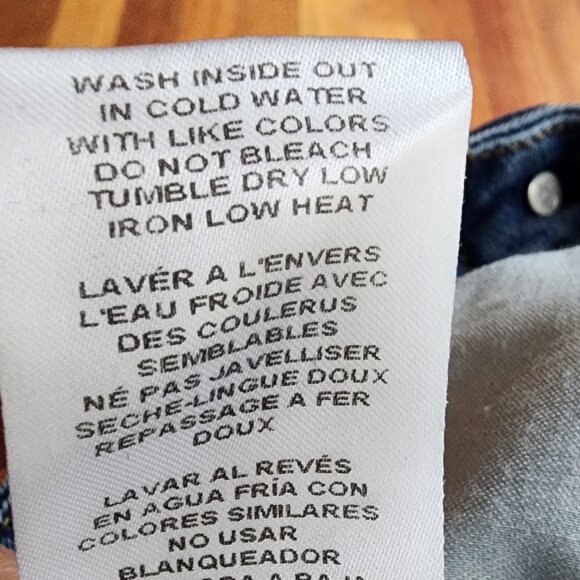 WASH INSIDE OUT
IN COLD WATER
WITH LIKE COLORS
DO NOT BLEACH
TUMBLE DRY LOW
IRON LOW HEAT
LAVÉR A L'ENVERS
L'EAU FROIDE AVEC
DES COULERUS
SEMBLABLES
NÉ PAS JAVELLISER
SECHE-LINGUE DOUX
REPASSAGE A FER
DOUX
LAVAR AL REVÉS
EN AGUA FRÍA CON
COLORES SIMILARES
NO USAR
BLANQUEADOR